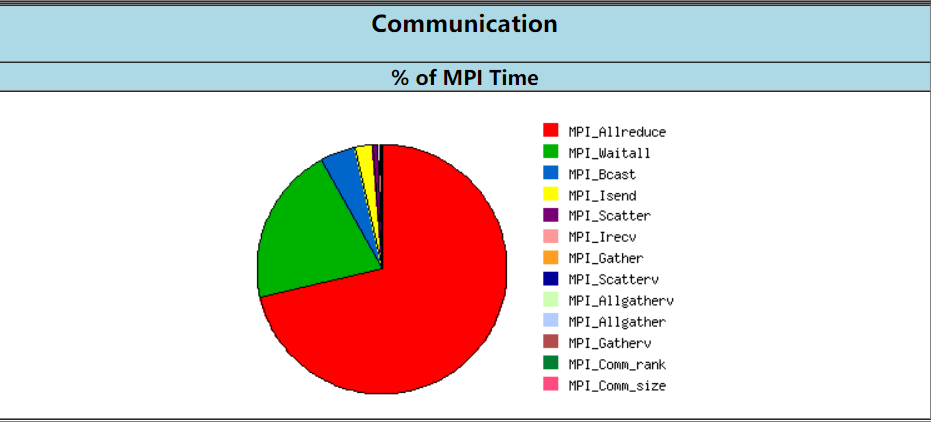 Communication
% of MPI Time
MPI_Allreduce
MPI_Waitall
MPI_Bcast
MPI_Isend
MPI_Scatter
MPI_Irecv
MPI_Gather
MPI_Scatterv
MPI_Allgatherv
MPI_Allgather
MPI_Gatherv
MPI_Comm_rank
MPI_Comm_size